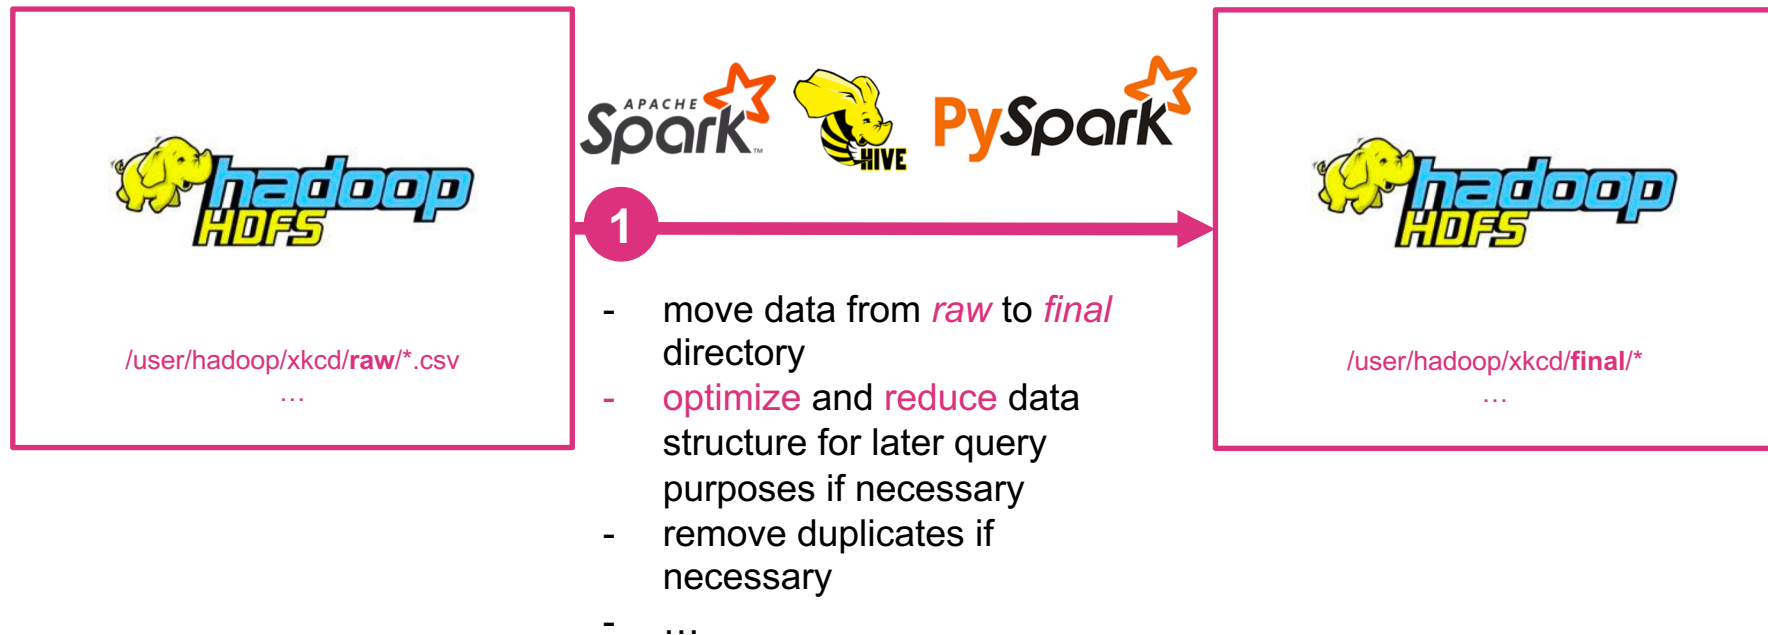 hadoop
HDFS
/user/hadoop/xkcd/raw/*.csv
…
APACHE
Spark™
HIVE
PySpark
1
- move data from raw to final
directory
- optimize and reduce data
structure for later query
purposes if necessary
- remove duplicates if
necessary
- …
hadoop
HDFS
/user/hadoop/xkcd/final/*
…